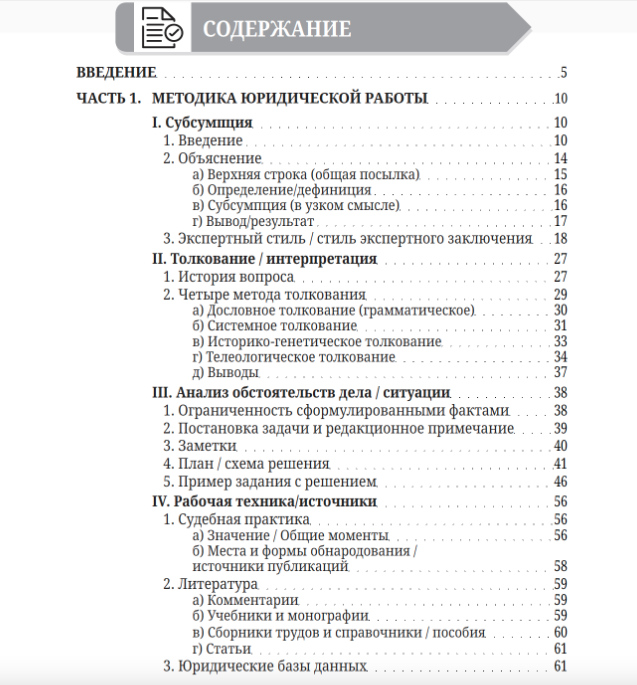 СОДЕРЖАНИЕ
ВВЕДЕНИЕ 5
ЧАСТЬ 1. МЕТОДИКА ЮРИДИЧЕСКОЙ РАБОТЫ 10
I. Субсумпция 10
1. Введение 10
2. Объяснение 14
а) Верхняя строка (общая посылка) 15
б) Определение/дефиниция 16
в) Субсумпция (в узком смысле) 16
г) Вывод/результат 17
3. Экспертный стиль / стиль экспертного заключения 18
II. Толкование / интерпретация 27
1. История вопроса 27
2. Четыре метода толкования 29
а) Дословное толкование (грамматическое) 30
б) Системное толкование 31
в) Историко-генетическое толкование 33
г) Телеологическое толкование 34
д) Выводы 37
III. Анализ обстоятельств дела / ситуации 38
1. Ограниченность сформулированными фактами 38
2. Постановка задачи и редакционное примечание 39
3. Заметки 40
4. План / схема решения 41
5. Пример задания с решением 46
IV. Рабочая техника/источники 56
1. Судебная практика 56
а) Значение / Общие моменты 56
б) Места и формы обнародования /
источники публикаций 58
2. Литература 59
а) Комментарии 59
б) Учебники и монографии 59
в) Сборники трудов и справочники / пособия 60
г) Статьи 61
3. Юридические базы данных 61